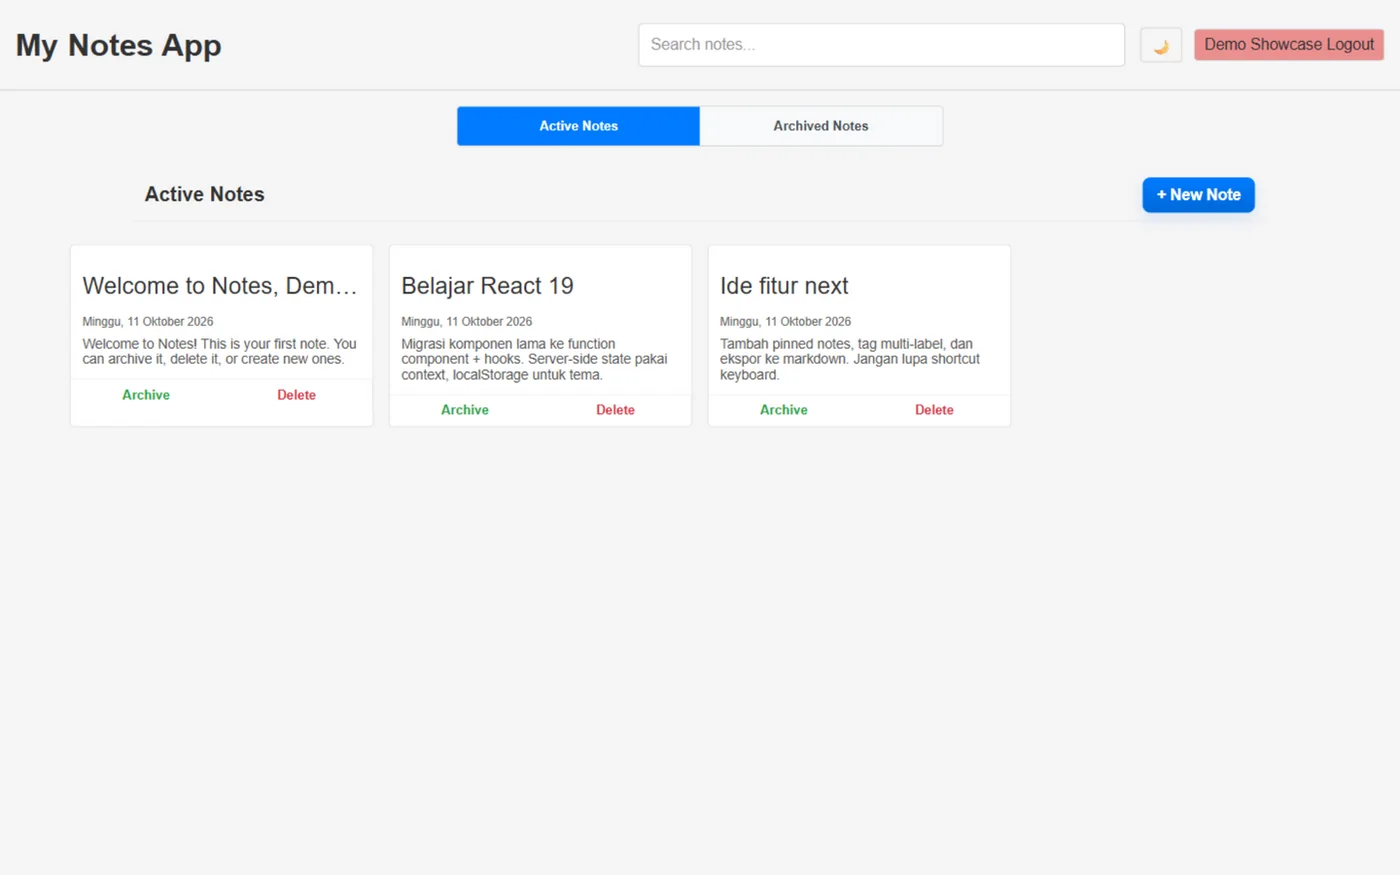 My Notes App
Search notes...
Demo Showcase Logout
Active Notes
Archived Notes
Active Notes
+ New Note
Welcome to Notes, Dem...
Minggu, 11 Oktober 2026
Welcome to Notes! This is your first note. You
can archive it, delete it, or create new ones.
Archive
Delete
Belajar React 19
Minggu, 11 Oktober 2026
Migrasi komponen lama ke function
component + hooks. Server-side state pakai
context, localStorage untuk tema.
Archive
Delete
Ide fitur next
Minggu, 11 Oktober 2026
Tambah pinned notes, tag multi-label, dan
ekspor ke markdown. Jangan lupa shortcut
keyboard.
Archive
Delete